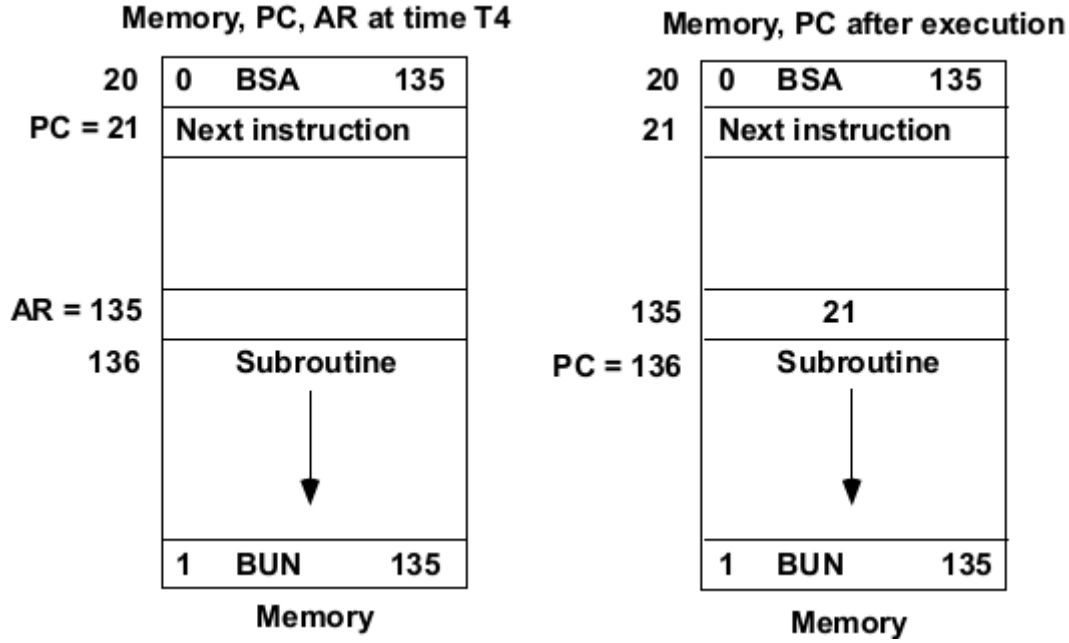 Memory, PC, AR at time T4
20 0 BSA 135
PC = 21 Next instruction
AR = 135
136 Subroutine
1 BUN 135
Memory
Memory, PC after execution
20 0 BSA 135
21 Next instruction
135 21
PC = 136 Subroutine
1 BUN 135
Memory